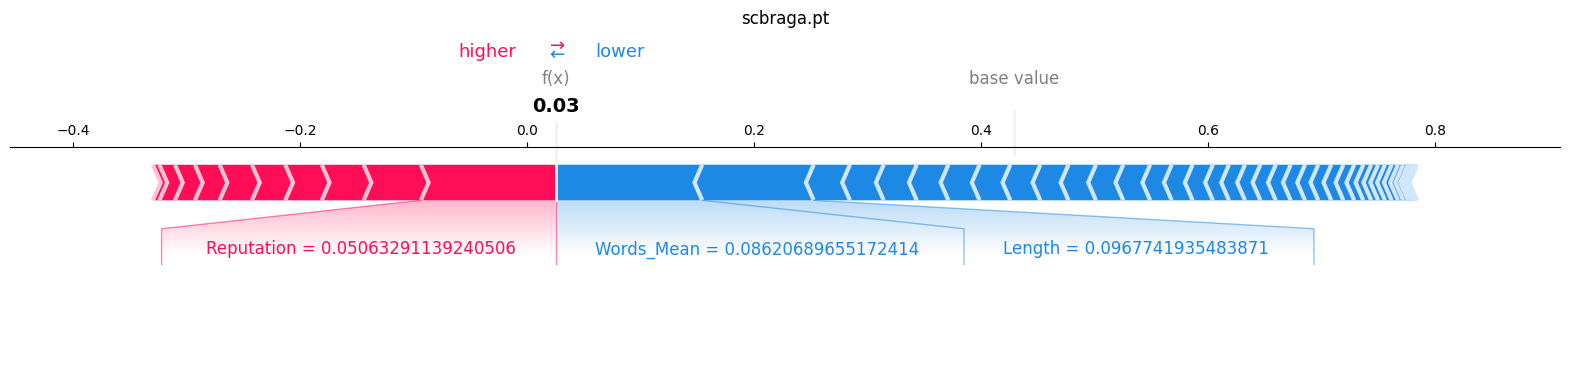 scbraga.pt
higher ⇄ lower
f(x) base value
0.03
−0.4 −0.2 0.0 0.2 0.4 0.6 0.8
Reputation = 0.05063291139240506 Words_Mean = 0.08620689655172414 Length = 0.0967741935483871